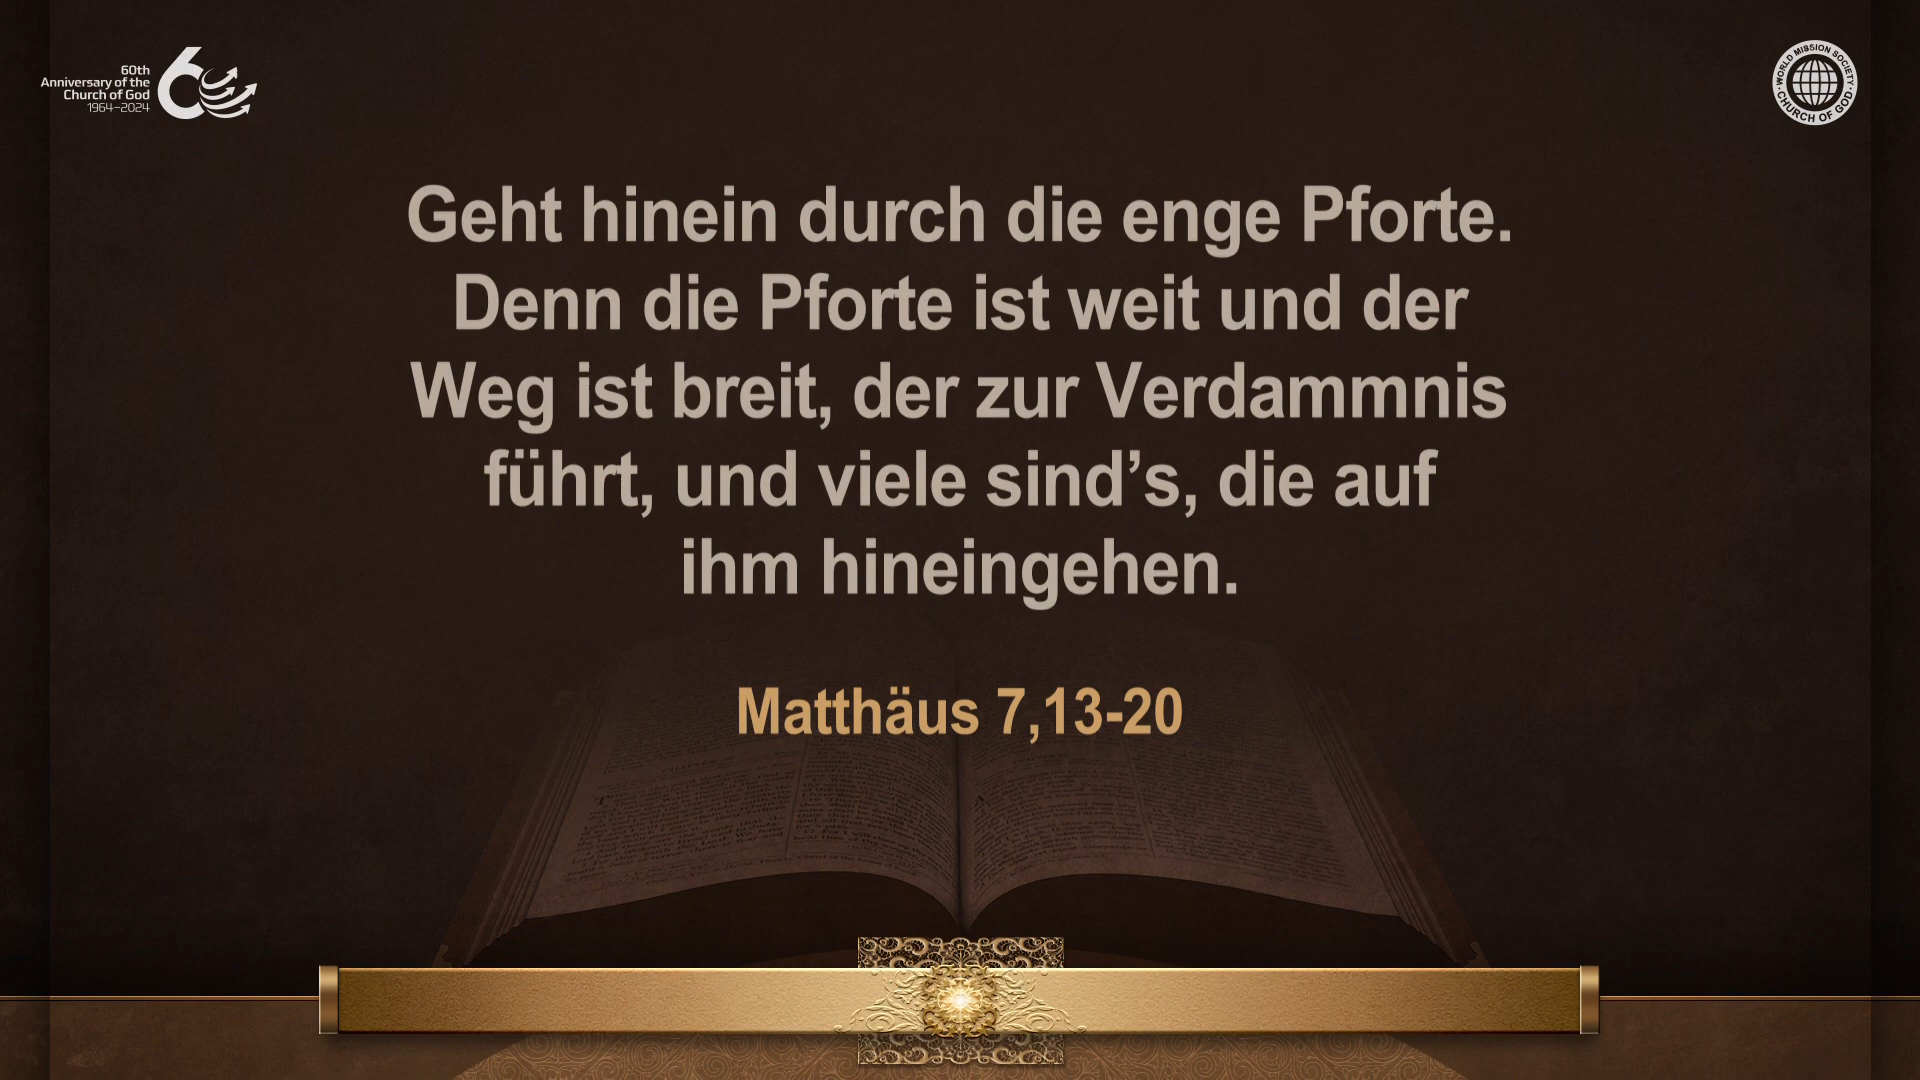 60th
Anniversary of the
Church of God
1964–2024
WORLD MISSION SOCIETY
CHURCH OF GOD
Geht hinein durch die enge Pforte.
Denn die Pforte ist weit und der
Weg ist breit, der zur Verdammnis
führt, und viele sind’s, die auf
ihm hineingehen.
Matthäus 7,13-20